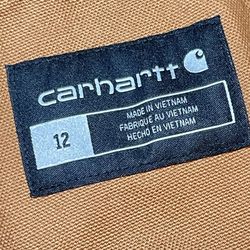 carhartt
12
MADE IN VIETNAM
FABRIQUÉ AU VIETNAM
HECHO EN VIETNAM